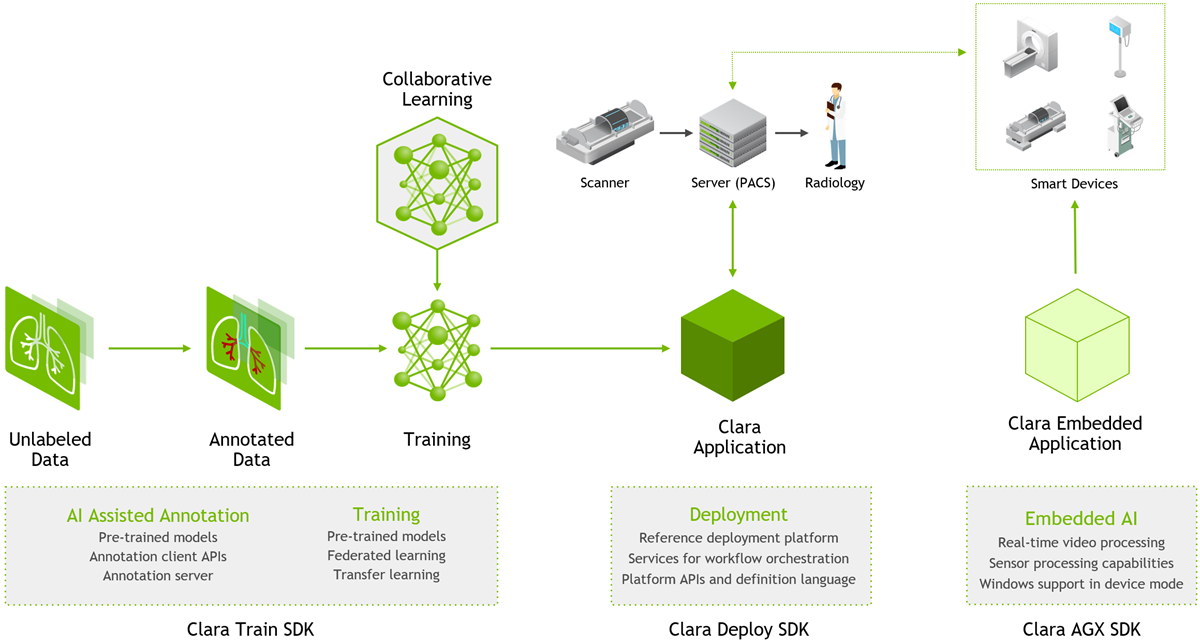 Collaborative
Learning
Scanner
Server (PACS)
Radiology
Smart Devices
Unlabeled
Data
Annotated
Data
Training
Clara
Application
Clara Embedded
Application
AI Assisted Annotation
Pre-trained models
Annotation client APIs
Annotation server
Training
Pre-trained models
Federated learning
Transfer learning
Deployment
Reference deployment platform
Services for workflow orchestration
Platform APIs and definition language
Embedded AI
Real-time video processing
Sensor processing capabilities
Windows support in device mode
Clara Train SDK
Clara Deploy SDK
Clara AGX SDK